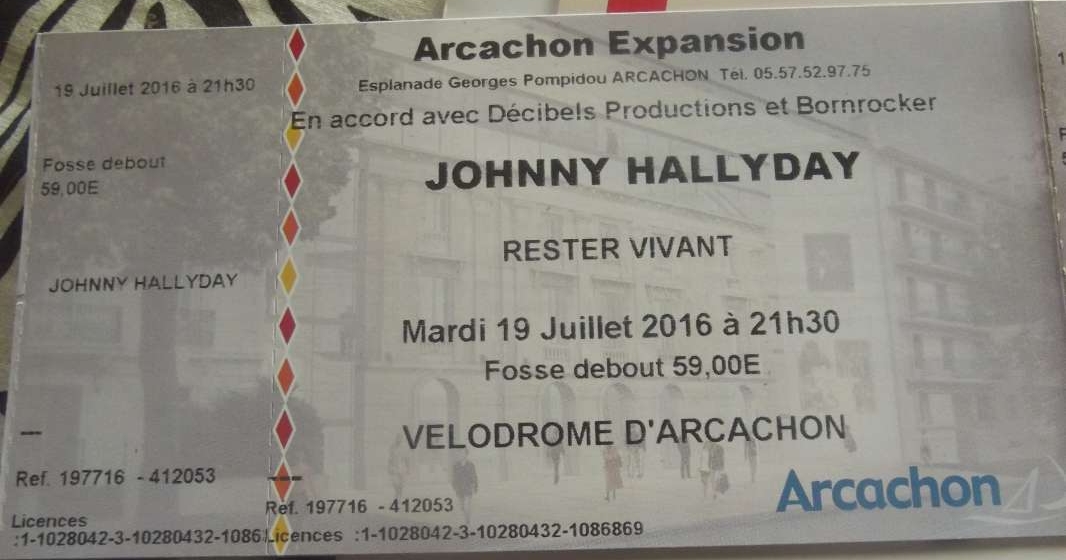 19 Juillet 2016 à 21h30
Fosse debout
59,00E
JOHNNY HALLYDAY
---
Ref. 197716 - 412053
Licences
:1-1028042-3-10280432-1086
Arcachon Expansion
Esplanade Georges Pompidou ARCACHON Tél. 05.57.52.97.75
En accord avec Décibels Productions et Bornrocker
JOHNNY HALLYDAY
RESTER VIVANT
Mardi 19 Juillet 2016 à 21h30
Fosse debout 59,00E
VELODROME D'ARCACHON
---
Ref. 197716 - 412053
Licences :1-1028042-3-10280432-1086869
Arcachon